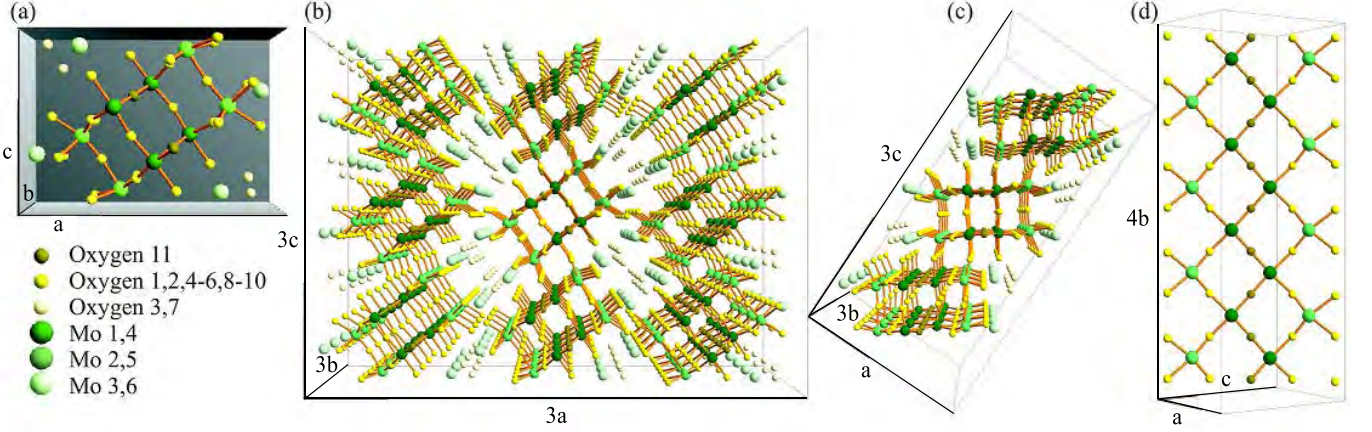 (a)
c
b
a
Oxygen 11
Oxygen 1,2,4-6,8-10
Oxygen 3,7
Mo 1,4
Mo 2,5
Mo 3,6
(b)
3c
3b
3a
(c)
3c
3b
a
(d)
4b
c
a